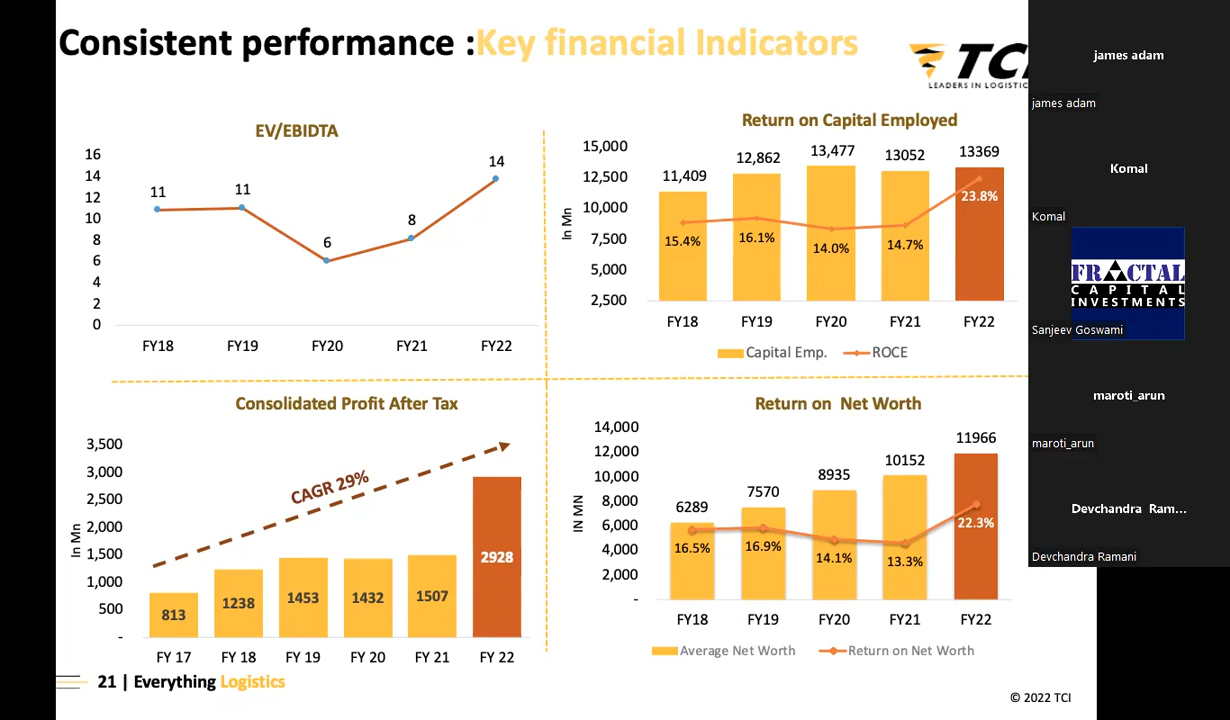 Consistent performance :Key financial Indicators
TCI
LEADERS IN LOGISTIC
EV/EBIDTA
16
14
12
10
8
6
4
2
0
11
11
6
8
14
FY18 FY19 FY20 FY21 FY22
Return on Capital Employed
In Mn
15,000
12,500
10,000
7,500
5,000
2,500
11,409 12,862 13,477 13052 13369
15.4% 16.1% 14.0% 14.7% 23.8%
FY18 FY19 FY20 FY21 FY22
Capital Emp. ROCE
Consolidated Profit After Tax
In Mn
3,500
3,000
2,500
2,000
1,500
1,000
500
-
CAGR 29%
813 1238 1453 1432 1507 2928
FY 17 FY 18 FY 19 FY 20 FY 21 FY 22
Return on Net Worth
IN MN
14,000
12,000
10,000
8,000
6,000
4,000
2,000
-
6289 7570 8935 10152 11966
16.5% 16.9% 14.1% 13.3% 22.3%
FY18 FY19 FY20 FY21 FY22
Average Net Worth Return on Net Worth
21 | Everything Logistics
© 2022 TCI
james adam
james adam
Komal
Komal
FRACTAL
CAPITAL
INVESTMENTS
Sanjeev Goswami
maroti_arun
maroti_arun
Devchandra Ram...
Devchandra Ramani